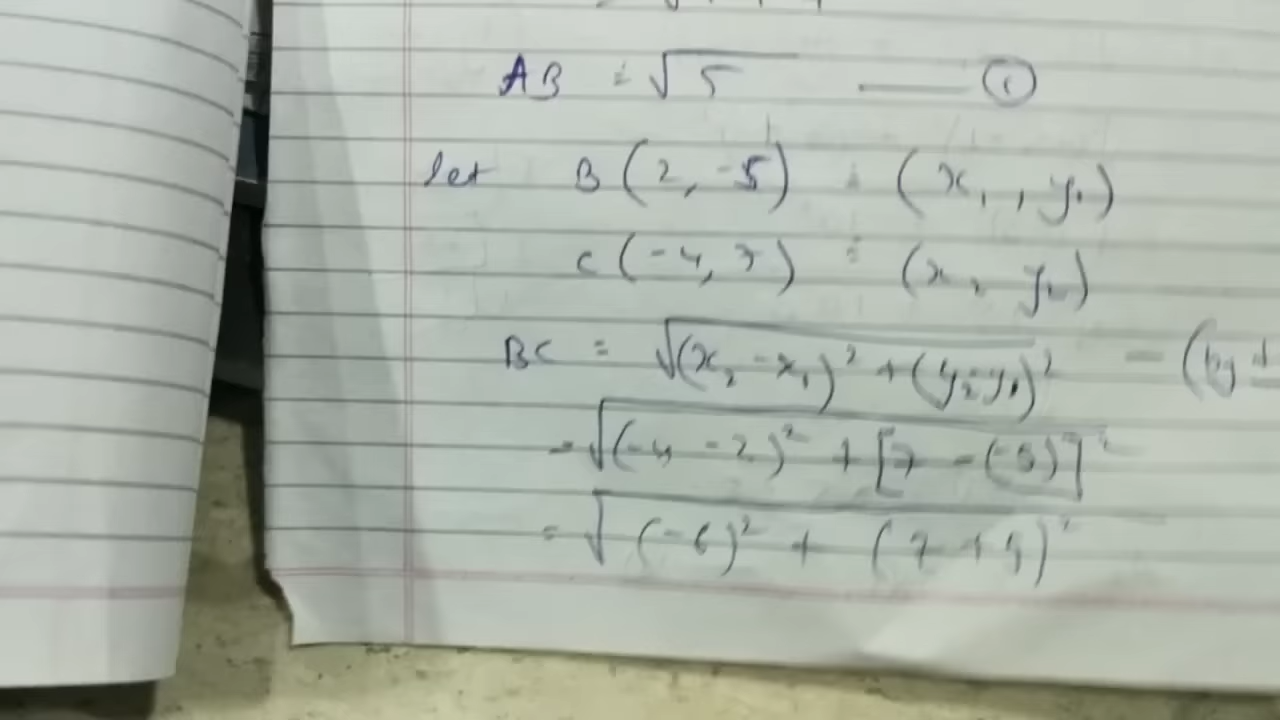 AB = √5 —— ①
let B (2, -5) = (x₁, y₁)
C (-4, 7) = (x₂ y₂)
BC = √(x₂ - x₁)² + (y₂ - y₁)² - (by
= √(-4 - 2)² + [7 - (-5)]²
= √(-6)² + (7 + 5)²